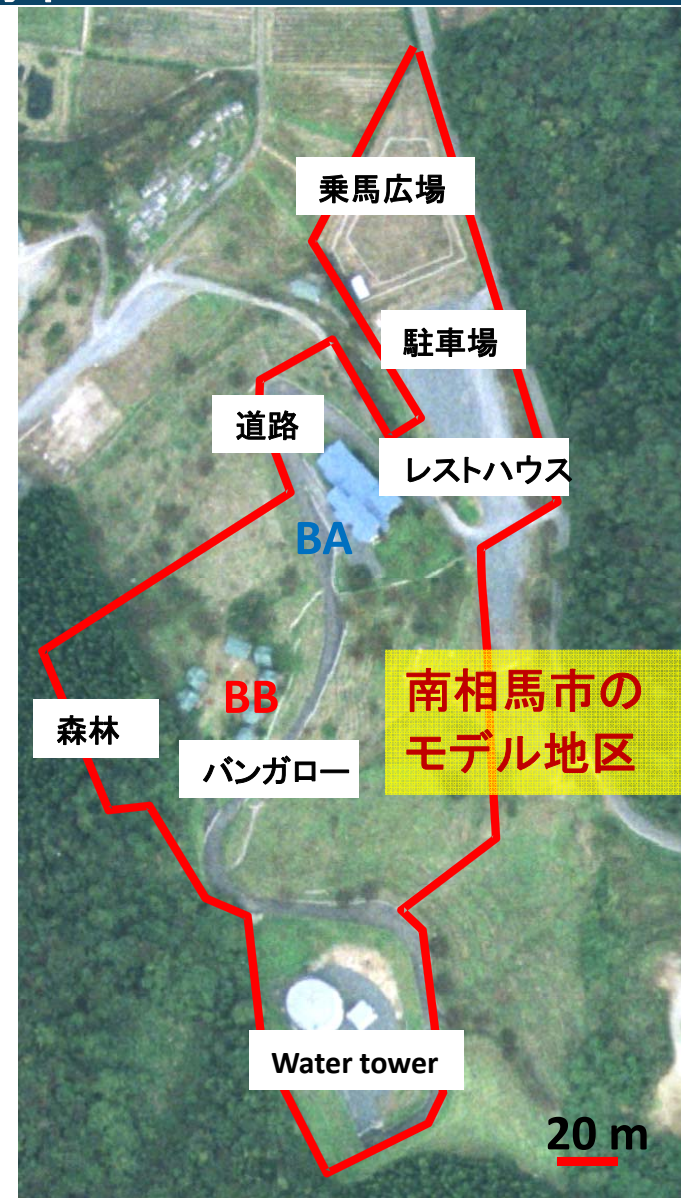 乗馬広場
駐車場
道路
レストハウス
BA
南相馬市の
モデル地区
BB
森林
バンガロー
Water tower
20 m